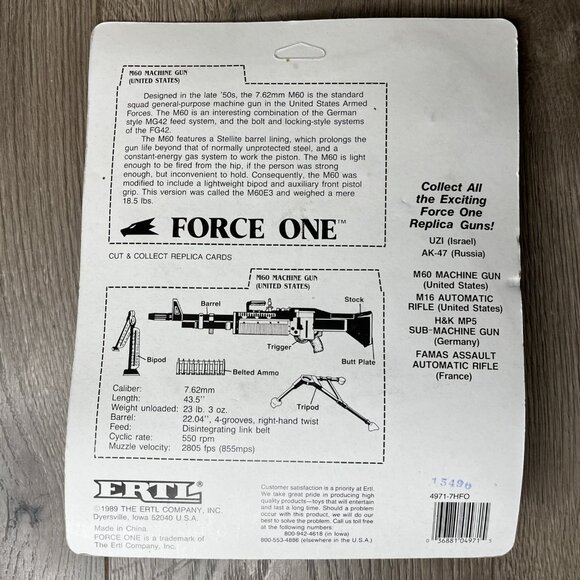 M60 MACHINE GUN
(UNITED STATES)
Designed in the late '50s, the 7.62mm M60 is the standard
squad general-purpose machine gun in the United States Armed
Forces. The M60 is an interesting combination of the German
style MG42 feed system, and the bolt and locking-style systems
of the FG42.
The M60 features a Stellite barrel lining, which prolongs the
gun life beyond that of normally unprotected steel, and a
constant-energy gas system to work the piston. The M60 is light
enough to be fired from the hip, if the person was strong
enough, but inconvenient to hold. Consequently, the M60 was
modified to include a lightweight bipod and auxiliary front pistol
grip. This version was called the M60E3 and weighed a mere
18.5 lbs.
FORCE ONE™
CUT & COLLECT REPLICA CARDS
M60 MACHINE GUN
(UNITED STATES)
Barrel
Stock
Trigger
Butt Plate
Bipod
Belted Ammo
Tripod
Caliber: 7.62mm
Length: 43.5"
Weight unloaded: 23 lb. 3 oz.
Barrel: 22.04", 4-grooves, right-hand twist
Feed: Disintegrating link belt
Cyclic rate: 550 rpm
Muzzle velocity: 2805 fps (855mps)
Collect All
the Exciting
Force One
Replica Guns!
UZI (Israel)
AK-47 (Russia)
M60 MACHINE GUN
(United States)
M16 AUTOMATIC
RIFLE (United States)
H&K MP5
SUB-MACHINE GUN
(Germany)
FAMAS ASSAULT
AUTOMATIC RIFLE
(France)
ERTL
©1989 THE ERTL COMPANY, INC.
Dyersville, Iowa 52040 U.S.A.
Made in China.
FORCE ONE is a trademark of
The Ertl Company, Inc.
Customer satisfaction is a priority at Ertl.
We take great pride in producing high
quality products—toys that will entertain
and last a long time. Should a problem
occur with this product, we will do our
best to solve the problem. Call us toll free
at the following numbers:
800-942-4618 (in Iowa)
800-553-4886 (elsewhere in the U.S.A.)
15490
4971-7HFO
0 36881 04971 5